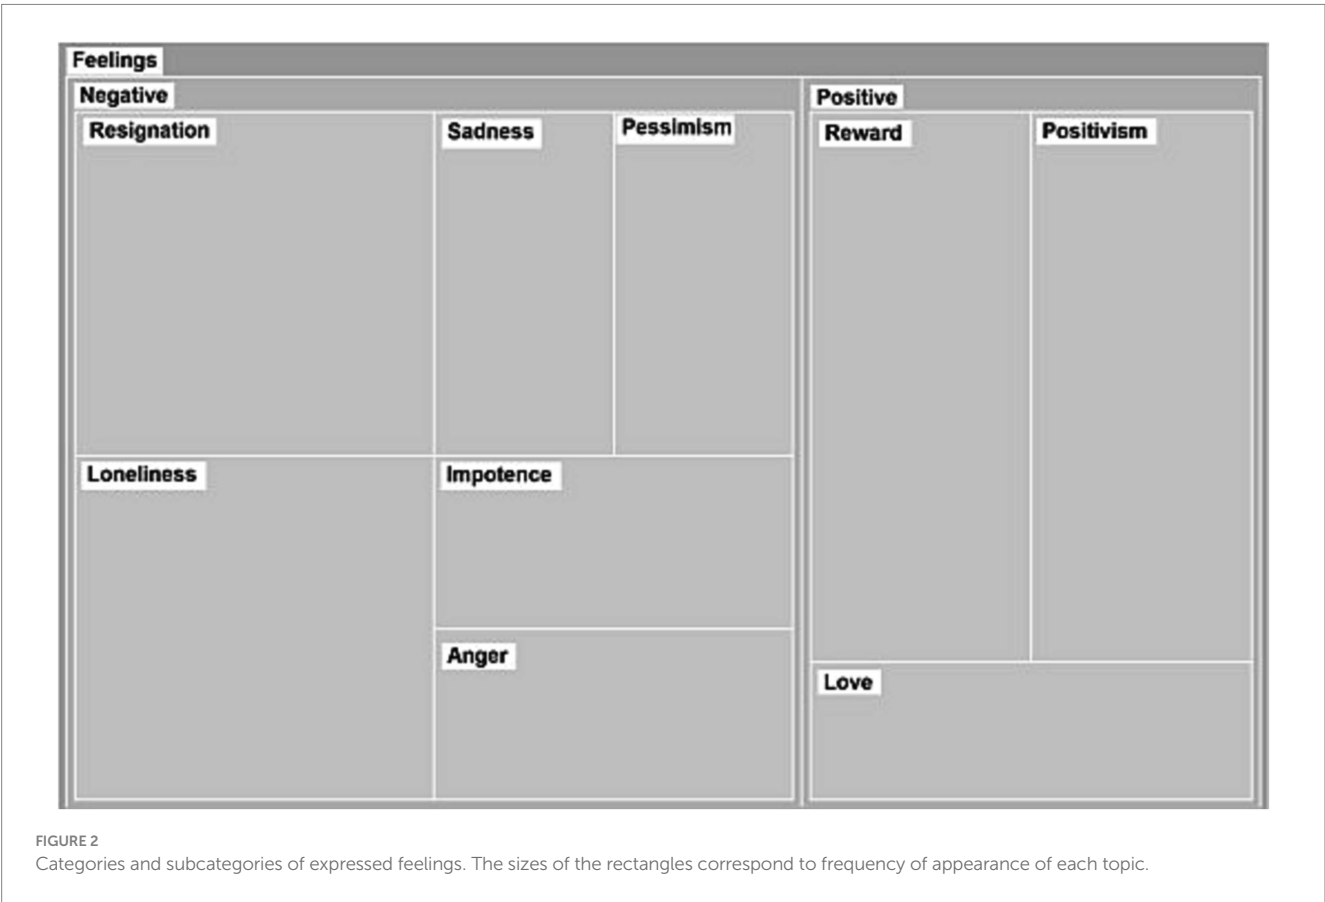 Feelings
Negative
Positive
Resignation
Sadness
Pessimism
Reward
Positivism
Loneliness
Impotence
Anger
Love
FIGURE 2
Categories and subcategories of expressed feelings. The sizes of the rectangles correspond to frequency of appearance of each topic.